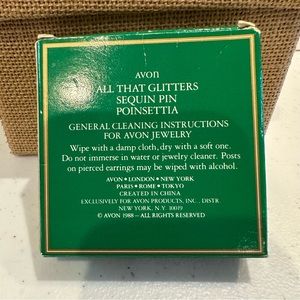 AVON
ALL THAT GLITTERS
SEQUIN PIN
POINSETTIA
GENERAL CLEANING INSTRUCTIONS
FOR AVON JEWELRY
Wipe with a damp cloth, dry with a soft one.
Do not immerse in water or jewelry cleaner. Posts
on pierced earrings may be wiped with alcohol.
AVON • LONDON • NEW YORK
PARIS • ROME • TOKYO
CREATED IN CHINA
EXCLUSIVELY FOR AVON PRODUCTS, INC., DISTR
NEW YORK, N.Y. 10019
© AVON 1988 — ALL RIGHTS RESERVED